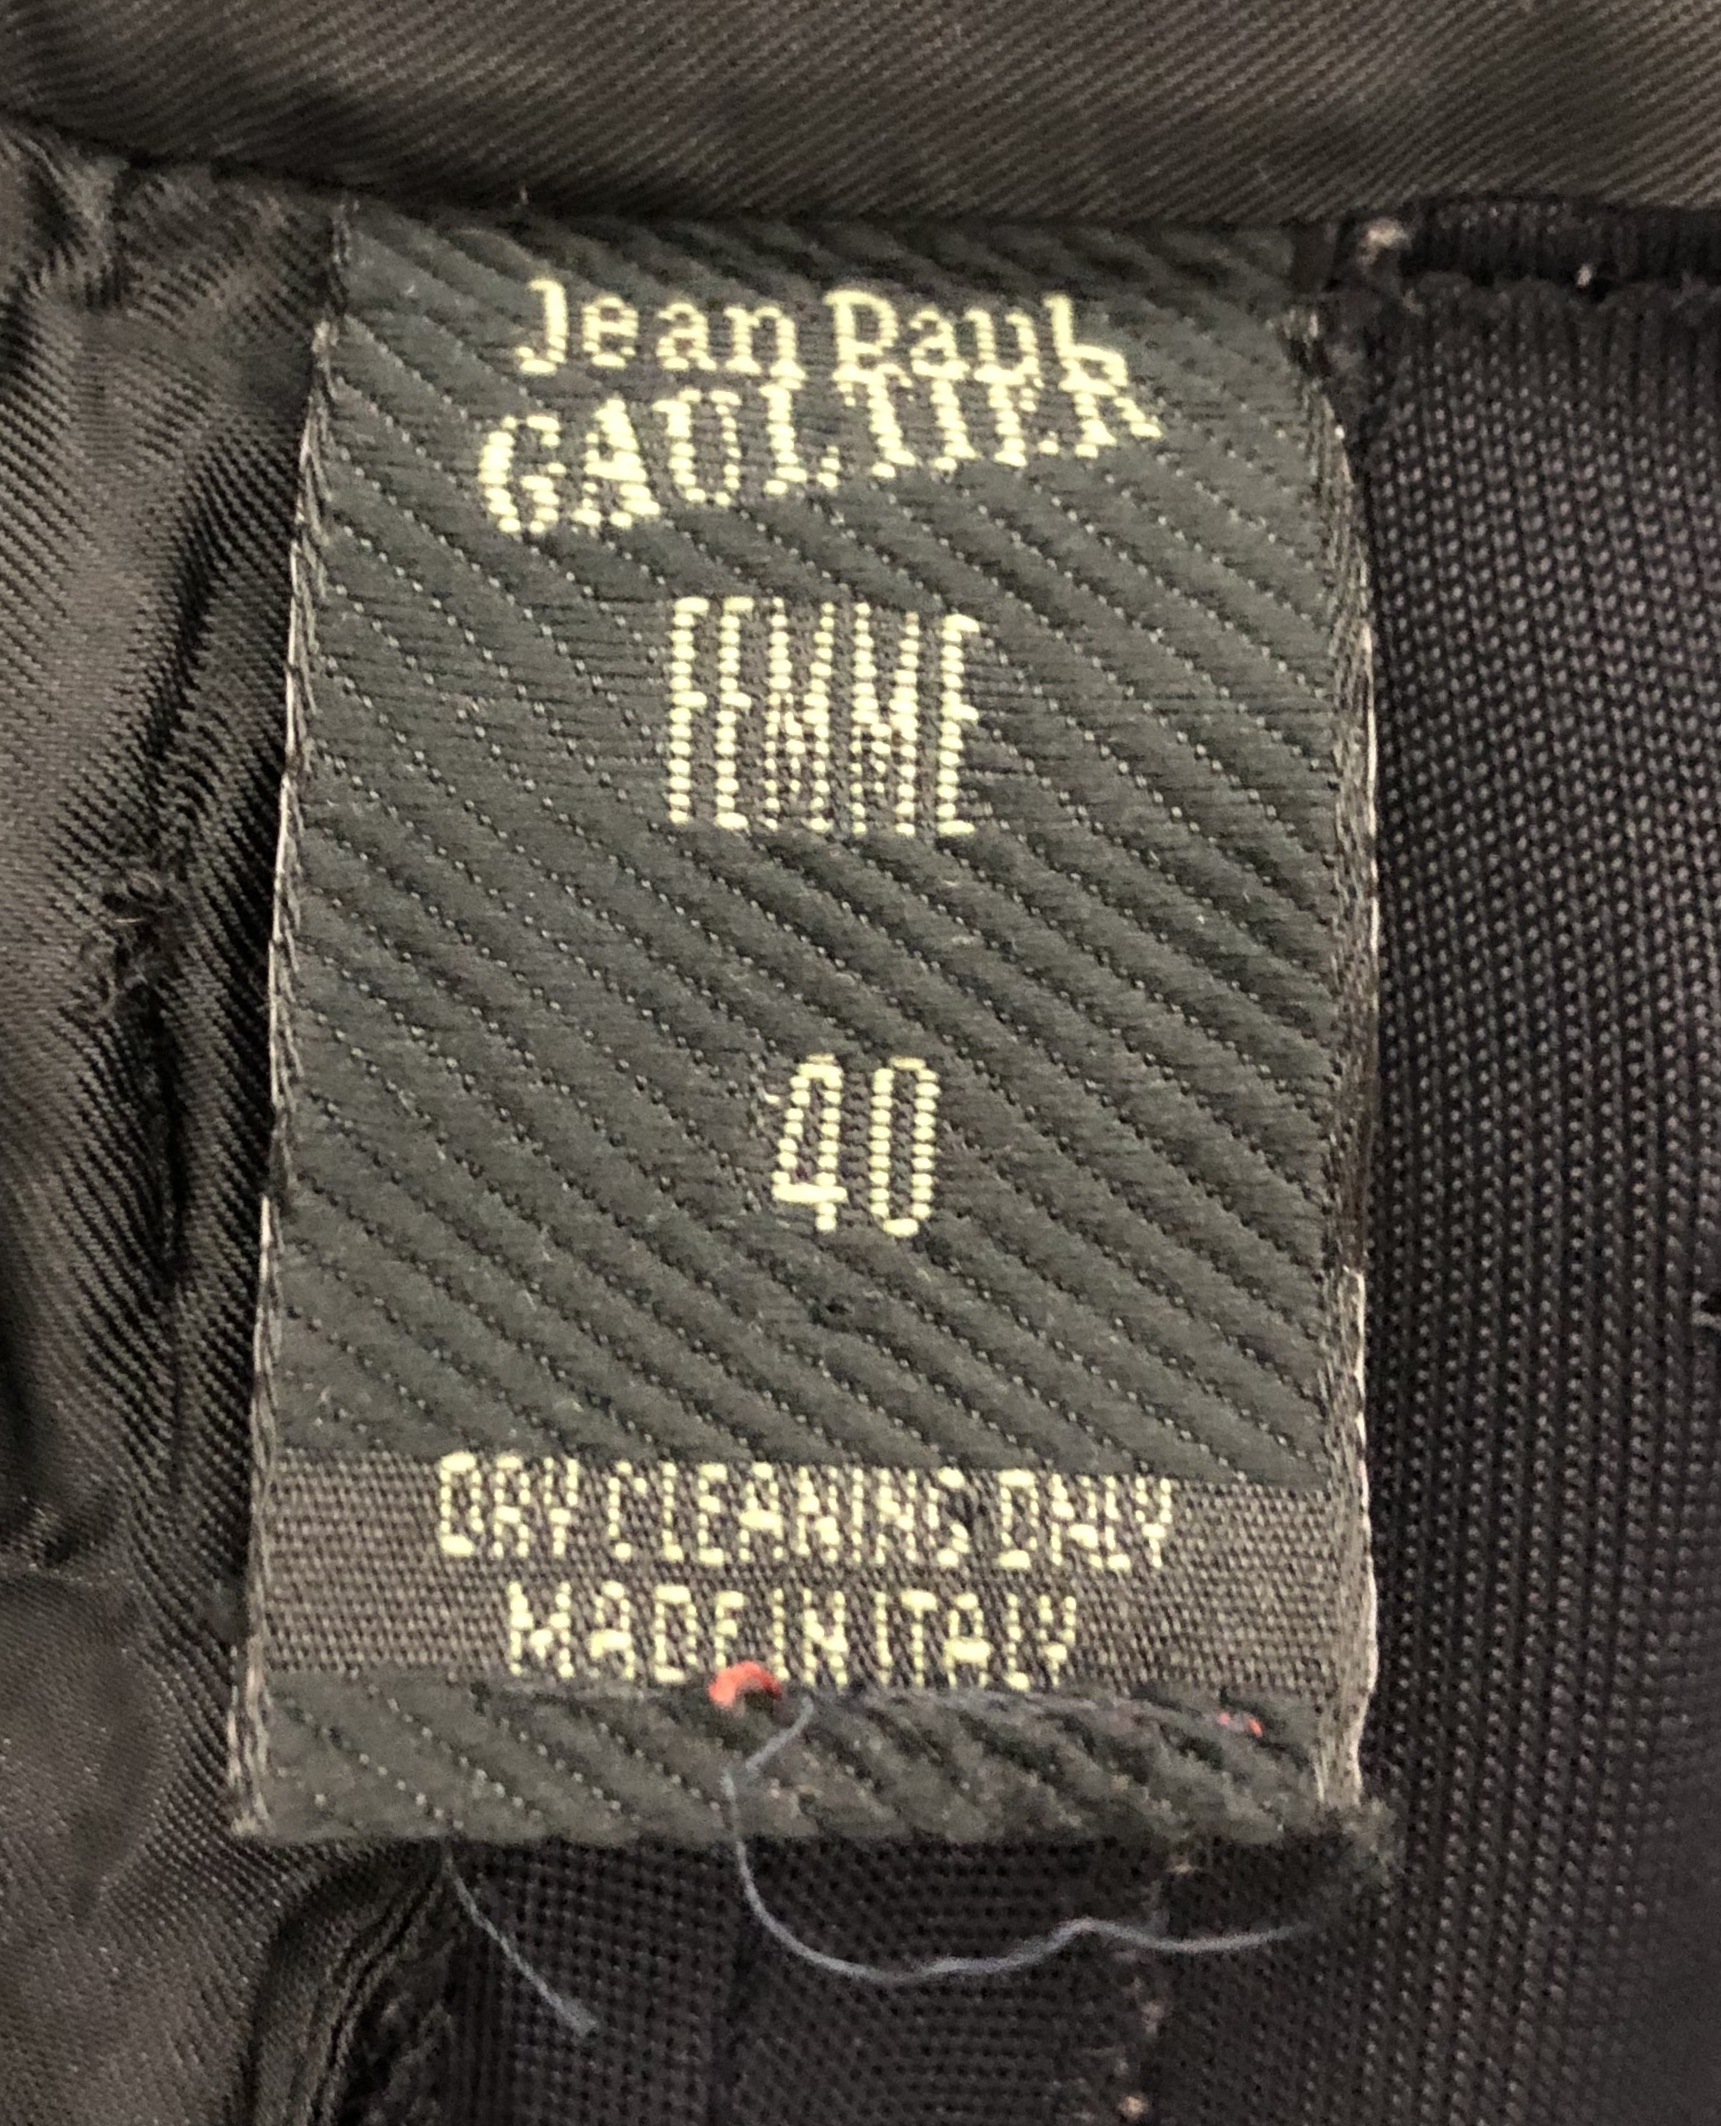 Jean Paul
GAULTIER
FEMME
40
DRY CLEANING ONLY
MADE IN ITALY